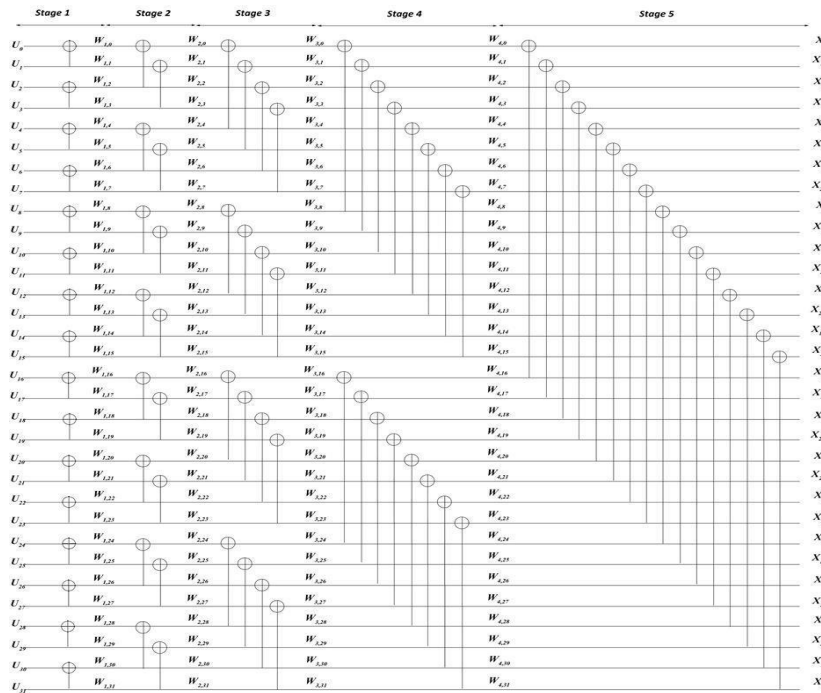 Stage 1 Stage 2 Stage 3 Stage 4 Stage 5
U0 W1,0 W2,0 W3,0 W4,0 X
U1 W1,1 W2,1 W3,1 W4,1 X
U2 W1,2 W2,2 W3,2 W4,2 X
U3 W1,3 W2,3 W3,3 W4,3 X
U4 W1,4 W2,4 W3,4 W4,4 X
U5 W1,5 W2,5 W3,5 W4,5 X
U6 W1,6 W2,6 W3,6 W4,6 X
U7 W1,7 W2,7 W3,7 W4,7 X
U8 W1,8 W2,8 W3,8 W4,8 X
U9 W1,9 W2,9 W3,9 W4,9 X
U10 W1,10 W2,10 W3,10 W4,10 X
U11 W1,11 W2,11 W3,11 W4,11 X
U12 W1,12 W2,12 W3,12 W4,12 X
U13 W1,13 W2,13 W3,13 W4,13 X
U14 W1,14 W2,14 W3,14 W4,14 X
U15 W1,15 W2,15 W3,15 W4,15 X
U16 W1,16 W2,16 W3,16 W4,16 X
U17 W1,17 W2,17 W3,17 W4,17 X
U18 W1,18 W2,18 W3,18 W4,18 X
U19 W1,19 W2,19 W3,19 W4,19 X
U20 W1,20 W2,20 W3,20 W4,20 X
U21 W1,21 W2,21 W3,21 W4,21 X
U22 W1,22 W2,22 W3,22 W4,22 X
U23 W1,23 W2,23 W3,23 W4,23 X
U24 W1,24 W2,24 W3,24 W4,24 X
U25 W1,25 W2,25 W3,25 W4,25 X
U26 W1,26 W2,26 W3,26 W4,26 X
U27 W1,27 W2,27 W3,27 W4,27 X
U28 W1,28 W2,28 W3,28 W4,28 X
U29 W1,29 W2,29 W3,29 W4,29 X
U30 W1,30 W2,30 W3,30 W4,30 X
U31 W1,31 W2,31 W3,31 W4,31 X